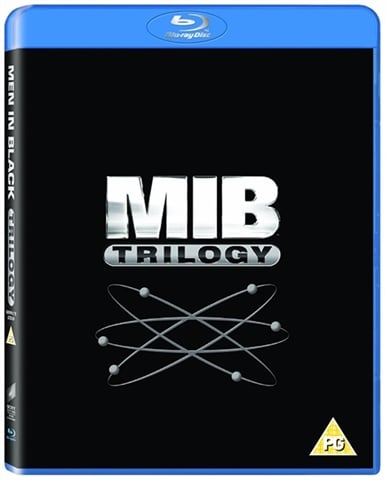 Blu-ray Disc
MEN IN BLACK TRILOGY
MIB
TRILOGY
PG